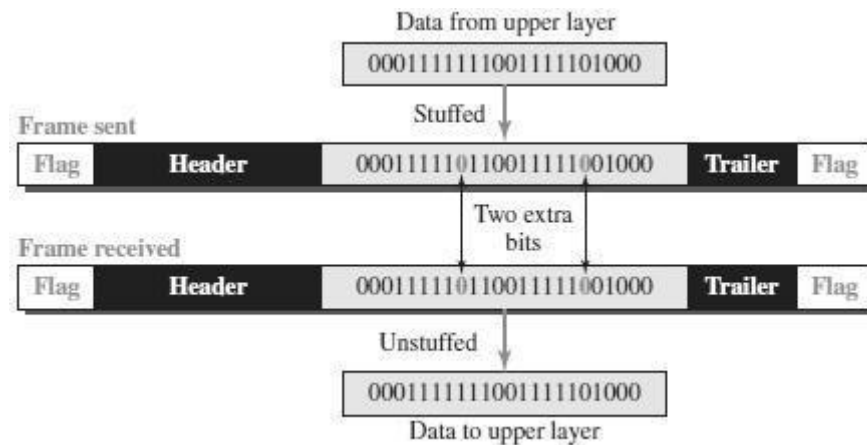 Data from upper layer
0001111111001111101000
Stuffed
Frame sent
Flag Header 000111110110011111001000 Trailer Flag
Two extra
bits
Frame received
Flag Header 000111110110011111001000 Trailer Flag
Unstuffed
0001111111001111101000
Data to upper layer